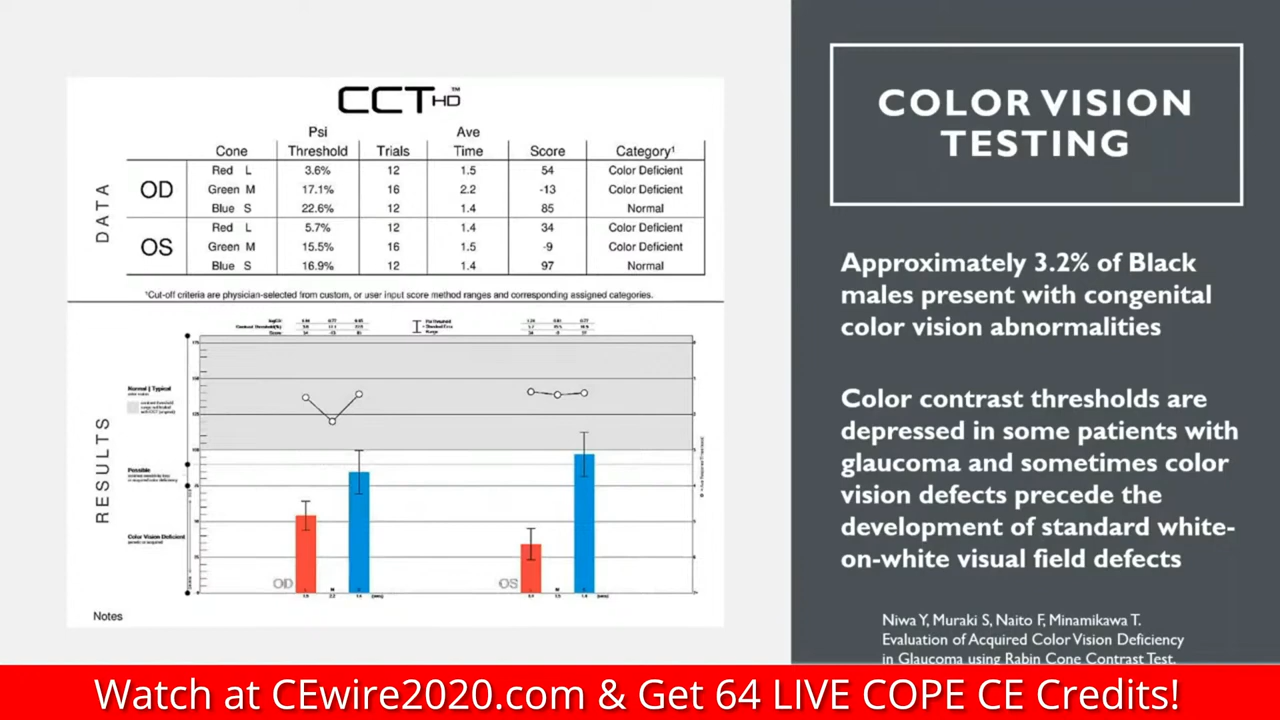 CCT HD™
Psi Ave
Cone Threshold Trials Time Score Category¹
DATA
OD
Red L 3.6% 12 1.5 54 Color Deficient
Green M 17.1% 16 2.2 -13 Color Deficient
Blue S 22.6% 12 1.4 85 Normal
OS
Red L 5.7% 12 1.4 34 Color Deficient
Green M 15.5% 16 1.5 -9 Color Deficient
Blue S 16.9% 12 1.4 97 Normal
¹Cut-off criteria are physician-selected from custom, or user input score method ranges and corresponding assigned categories.
RESULTS
Normal | Typical
Possible
Color Vision Deficient
OD
OS
Notes
COLOR VISION
TESTING
Approximately 3.2% of Black
males present with congenital
color vision abnormalities
Color contrast thresholds are
depressed in some patients with
glaucoma and sometimes color
vision defects precede the
development of standard white-
on-white visual field defects
Niwa Y, Muraki S, Naito F, Minamikawa T.
Evaluation of Acquired Color Vision Deficiency
in Glaucoma using Rabin Cone Contrast Test.
Watch at CEwire2020.com & Get 64 LIVE COPE CE Credits!